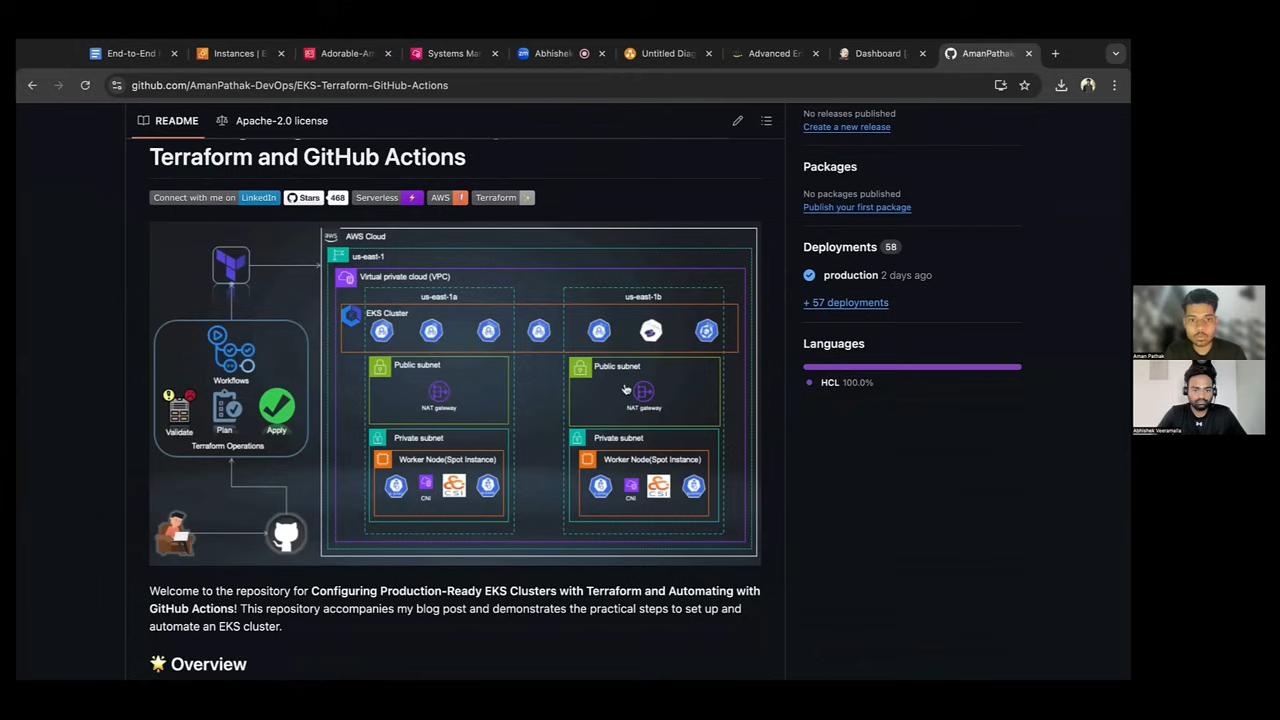 End-to-End
Instances | E
Adorable-An
Systems Man
Abhishek
Untitled Diag
Advanced En
Dashboard [
AmanPathak
github.com/AmanPathak-DevOps/EKS-Terraform-GitHub-Actions
README
Apache-2.0 license
Terraform and GitHub Actions
Connect with me on LinkedIn
Stars 468
Serverless
AWS
Terraform
aws
AWS Cloud
us-east-1
Virtual private cloud (VPC)
us-east-1a
us-east-1b
EKS Cluster
Public subnet
Public subnet
NAT gateway
NAT gateway
Workflows
Validate
Plan
Apply
Terraform Operations
Private subnet
Private subnet
Worker Node(Spot Instance)
Worker Node(Spot Instance)
CNI
CSI
CNI
CSI
Welcome to the repository for Configuring Production-Ready EKS Clusters with Terraform and Automating with
GitHub Actions! This repository accompanies my blog post and demonstrates the practical steps to set up and
automate an EKS cluster.
🌟 Overview
No releases published
Create a new release
Packages
No packages published
Publish your first package
Deployments 58
production 2 days ago
+ 57 deployments
Languages
HCL 100.0%
Aman Pathak
Abhishek Veeramalla